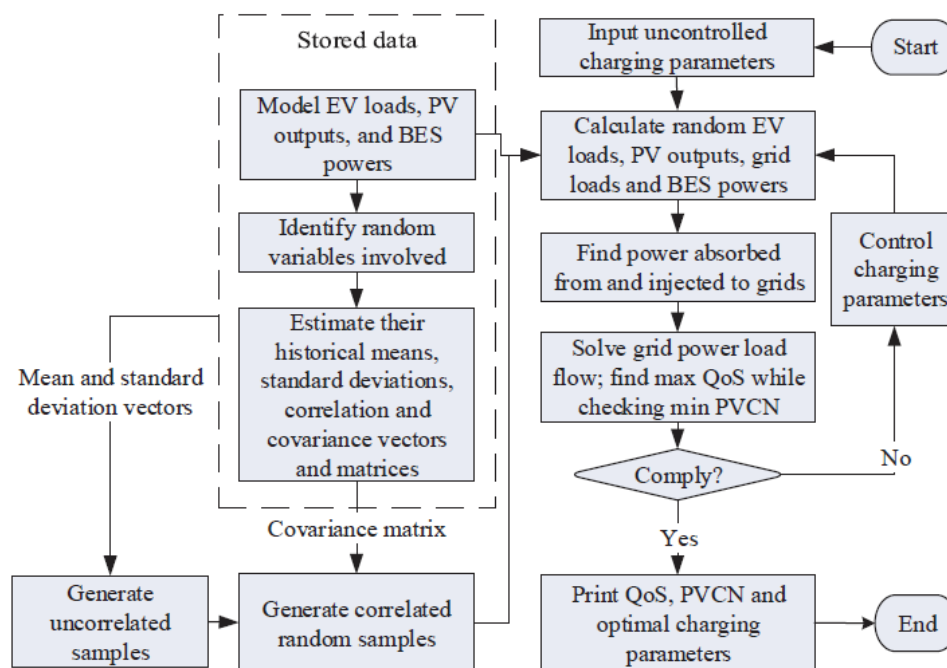 Stored data
Model EV loads, PV
outputs, and BES
powers
Identify random
variables involved
Estimate their
historical means,
standard deviations,
correlation and
covariance vectors
and matrices
Mean and standard
deviation vectors
Covariance matrix
Generate
uncorrelated
samples
Generate correlated
random samples
Start
Input uncontrolled
charging parameters
Calculate random EV
loads, PV outputs, grid
loads and BES powers
Find power absorbed
from and injected to grids
Control
charging
parameters
Solve grid power load
flow; find max QoS while
checking min PVCN
Comply?
No
Yes
Print QoS, PVCN and
optimal charging
parameters
End